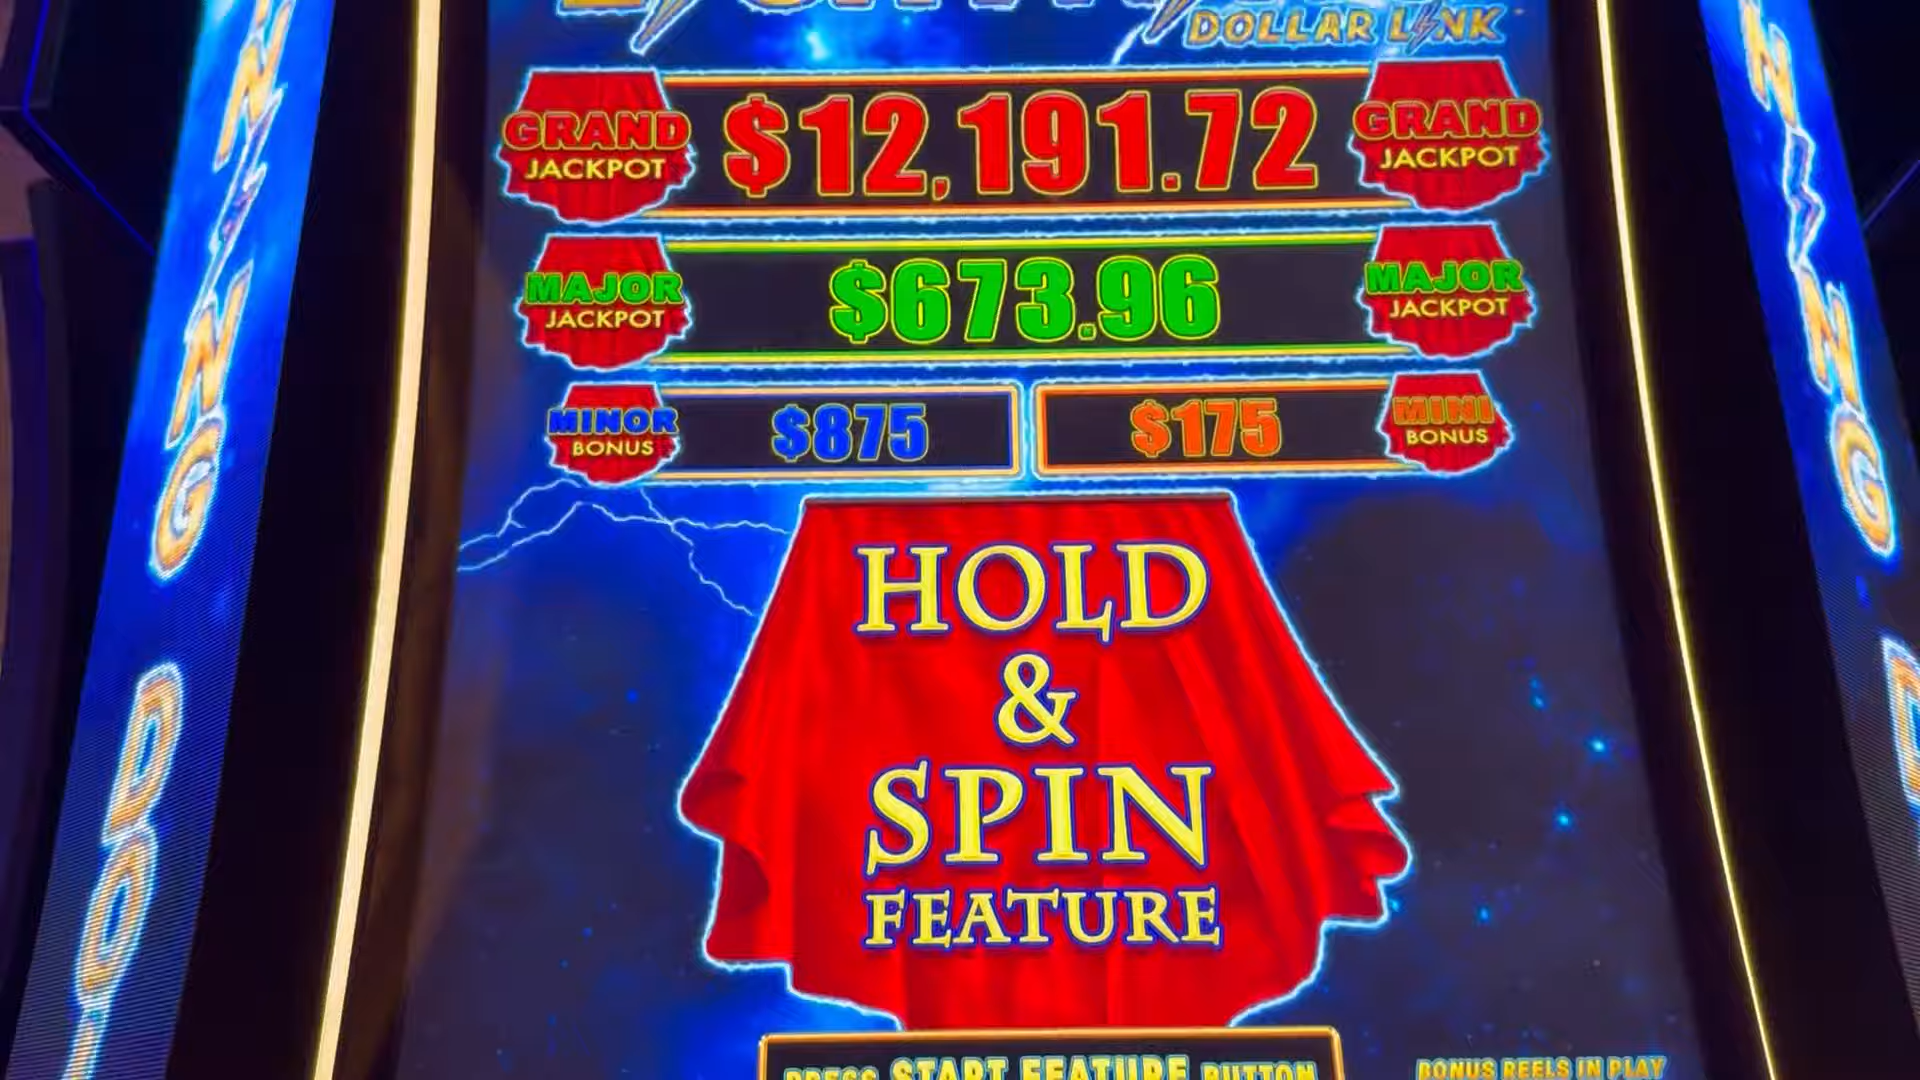 DOLLAR LINK
GRAND JACKPOT $12,191.72 GRAND JACKPOT
MAJOR JACKPOT $673.96 MAJOR JACKPOT
MINOR BONUS $875 $175 MINI BONUS
HOLD
&
SPIN
FEATURE
PRESS START FEATURE BUTTON
BONUS REELS IN PLAY